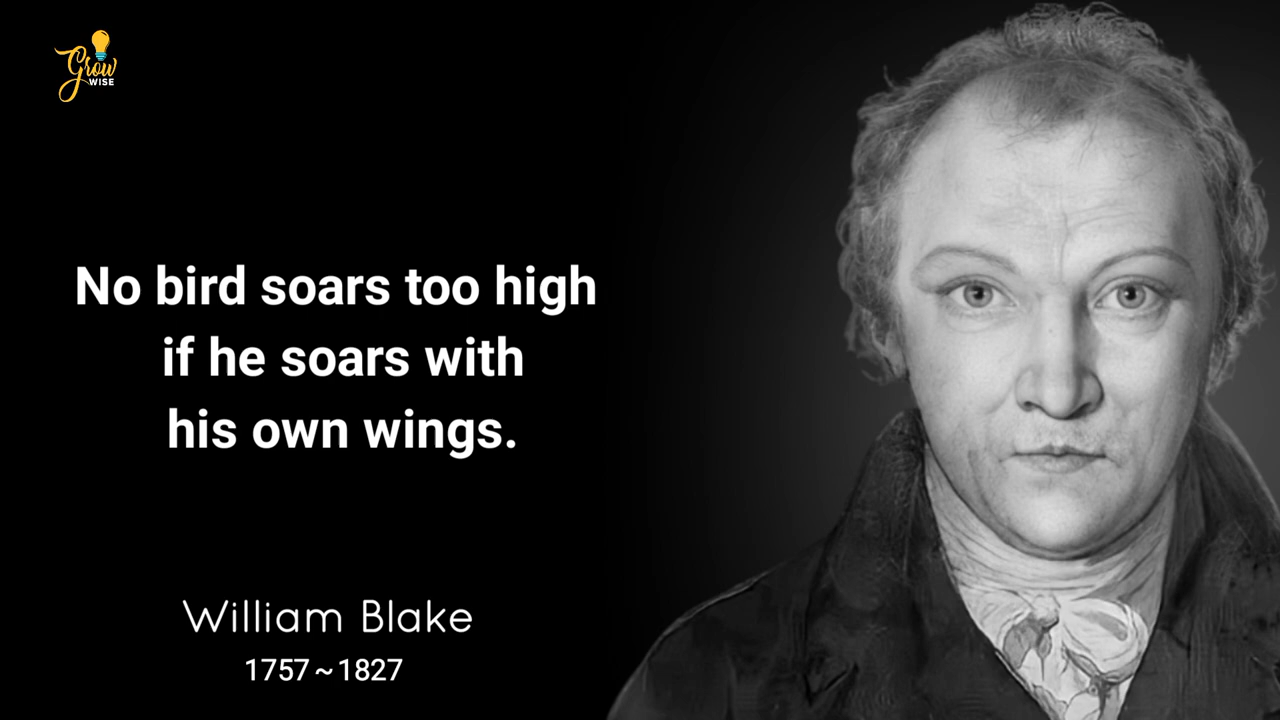 Grow
WISE
No bird soars too high
if he soars with
his own wings.
William Blake
1757~1827